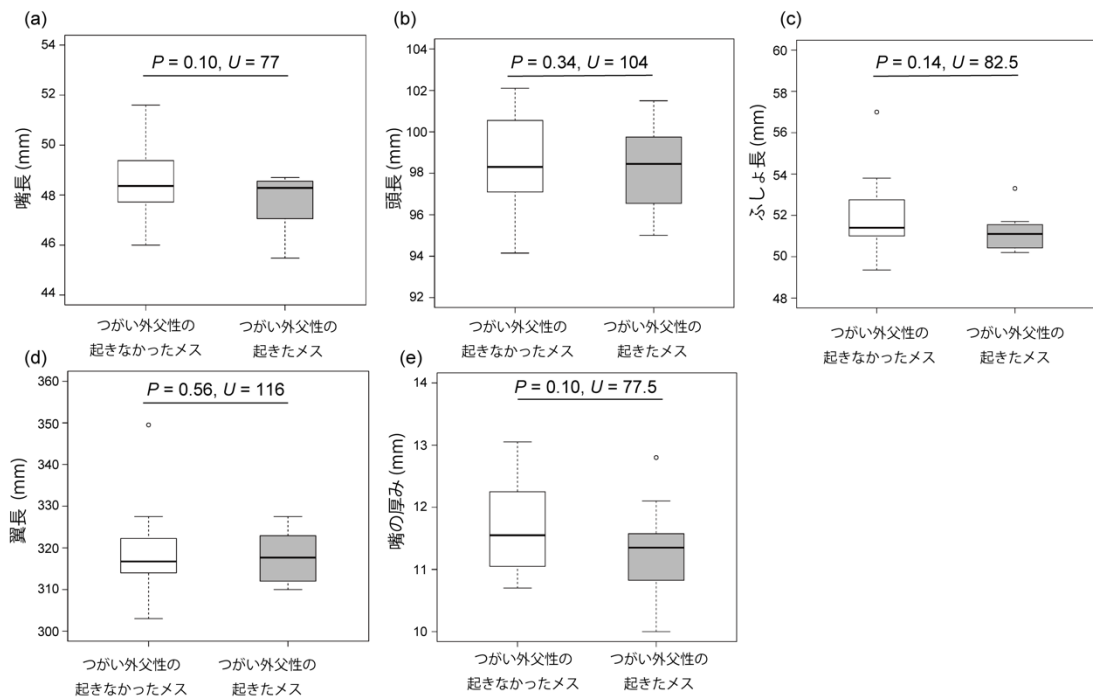 (a)
P = 0.10, U = 77
嘴長 (mm)
54
52
50
48
46
44
つがい外父性の
起きなかったメス
つがい外父性の
起きたメス
(b)
P = 0.34, U = 104
頭長 (mm)
104
102
100
98
96
94
92
つがい外父性の
起きなかったメス
つがい外父性の
起きたメス
(c)
P = 0.14, U = 82.5
ふしょ長 (mm)
60
58
56
54
52
50
48
つがい外父性の
起きなかったメス
つがい外父性の
起きたメス
(d)
P = 0.56, U = 116
翼長 (mm)
360
350
340
330
320
310
300
つがい外父性の
起きなかったメス
つがい外父性の
起きたメス
(e)
P = 0.10, U = 77.5
嘴の厚み (mm)
14
13
12
11
10
つがい外父性の
起きなかったメス
つがい外父性の
起きたメス